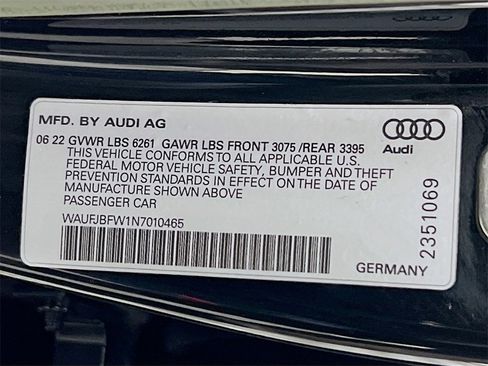 MFD. BY AUDI AG
06 22 GVWR LBS 6261 GAWR LBS FRONT 3075 /REAR 3395
THIS VEHICLE CONFORMS TO ALL APPLICABLE U.S.
FEDERAL MOTOR VEHICLE SAFETY, BUMPER AND THEFT
PREVENTION STANDARDS IN EFFECT ON THE DATE OF
MANUFACTURE SHOWN ABOVE
PASSENGER CAR
WAUFJBFW1N7010465
Audi
2351069
GERMANY